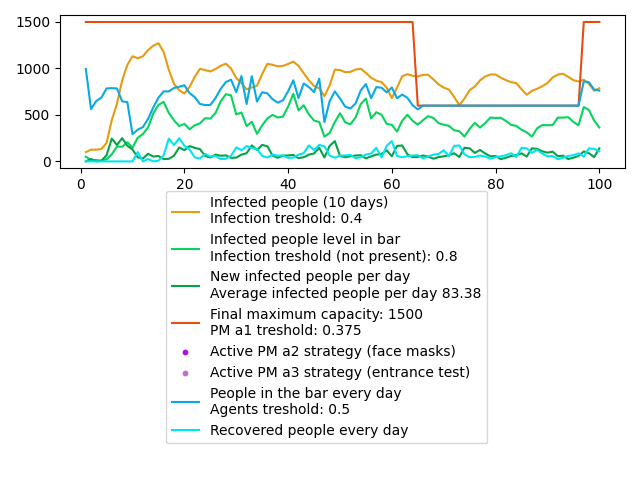 1500
1000
500
0
0
20
40
60
80
100
Infected people (10 days)
Infection treshold: 0.4
Infected people level in bar
Infection treshold (not present): 0.8
New infected people per day
Average infected people per day 83.38
Final maximum capacity: 1500
PM a1 treshold: 0.375
Active PM a2 strategy (face masks)
Active PM a3 strategy (entrance test)
People in the bar every day
Agents treshold: 0.5
Recovered people every day